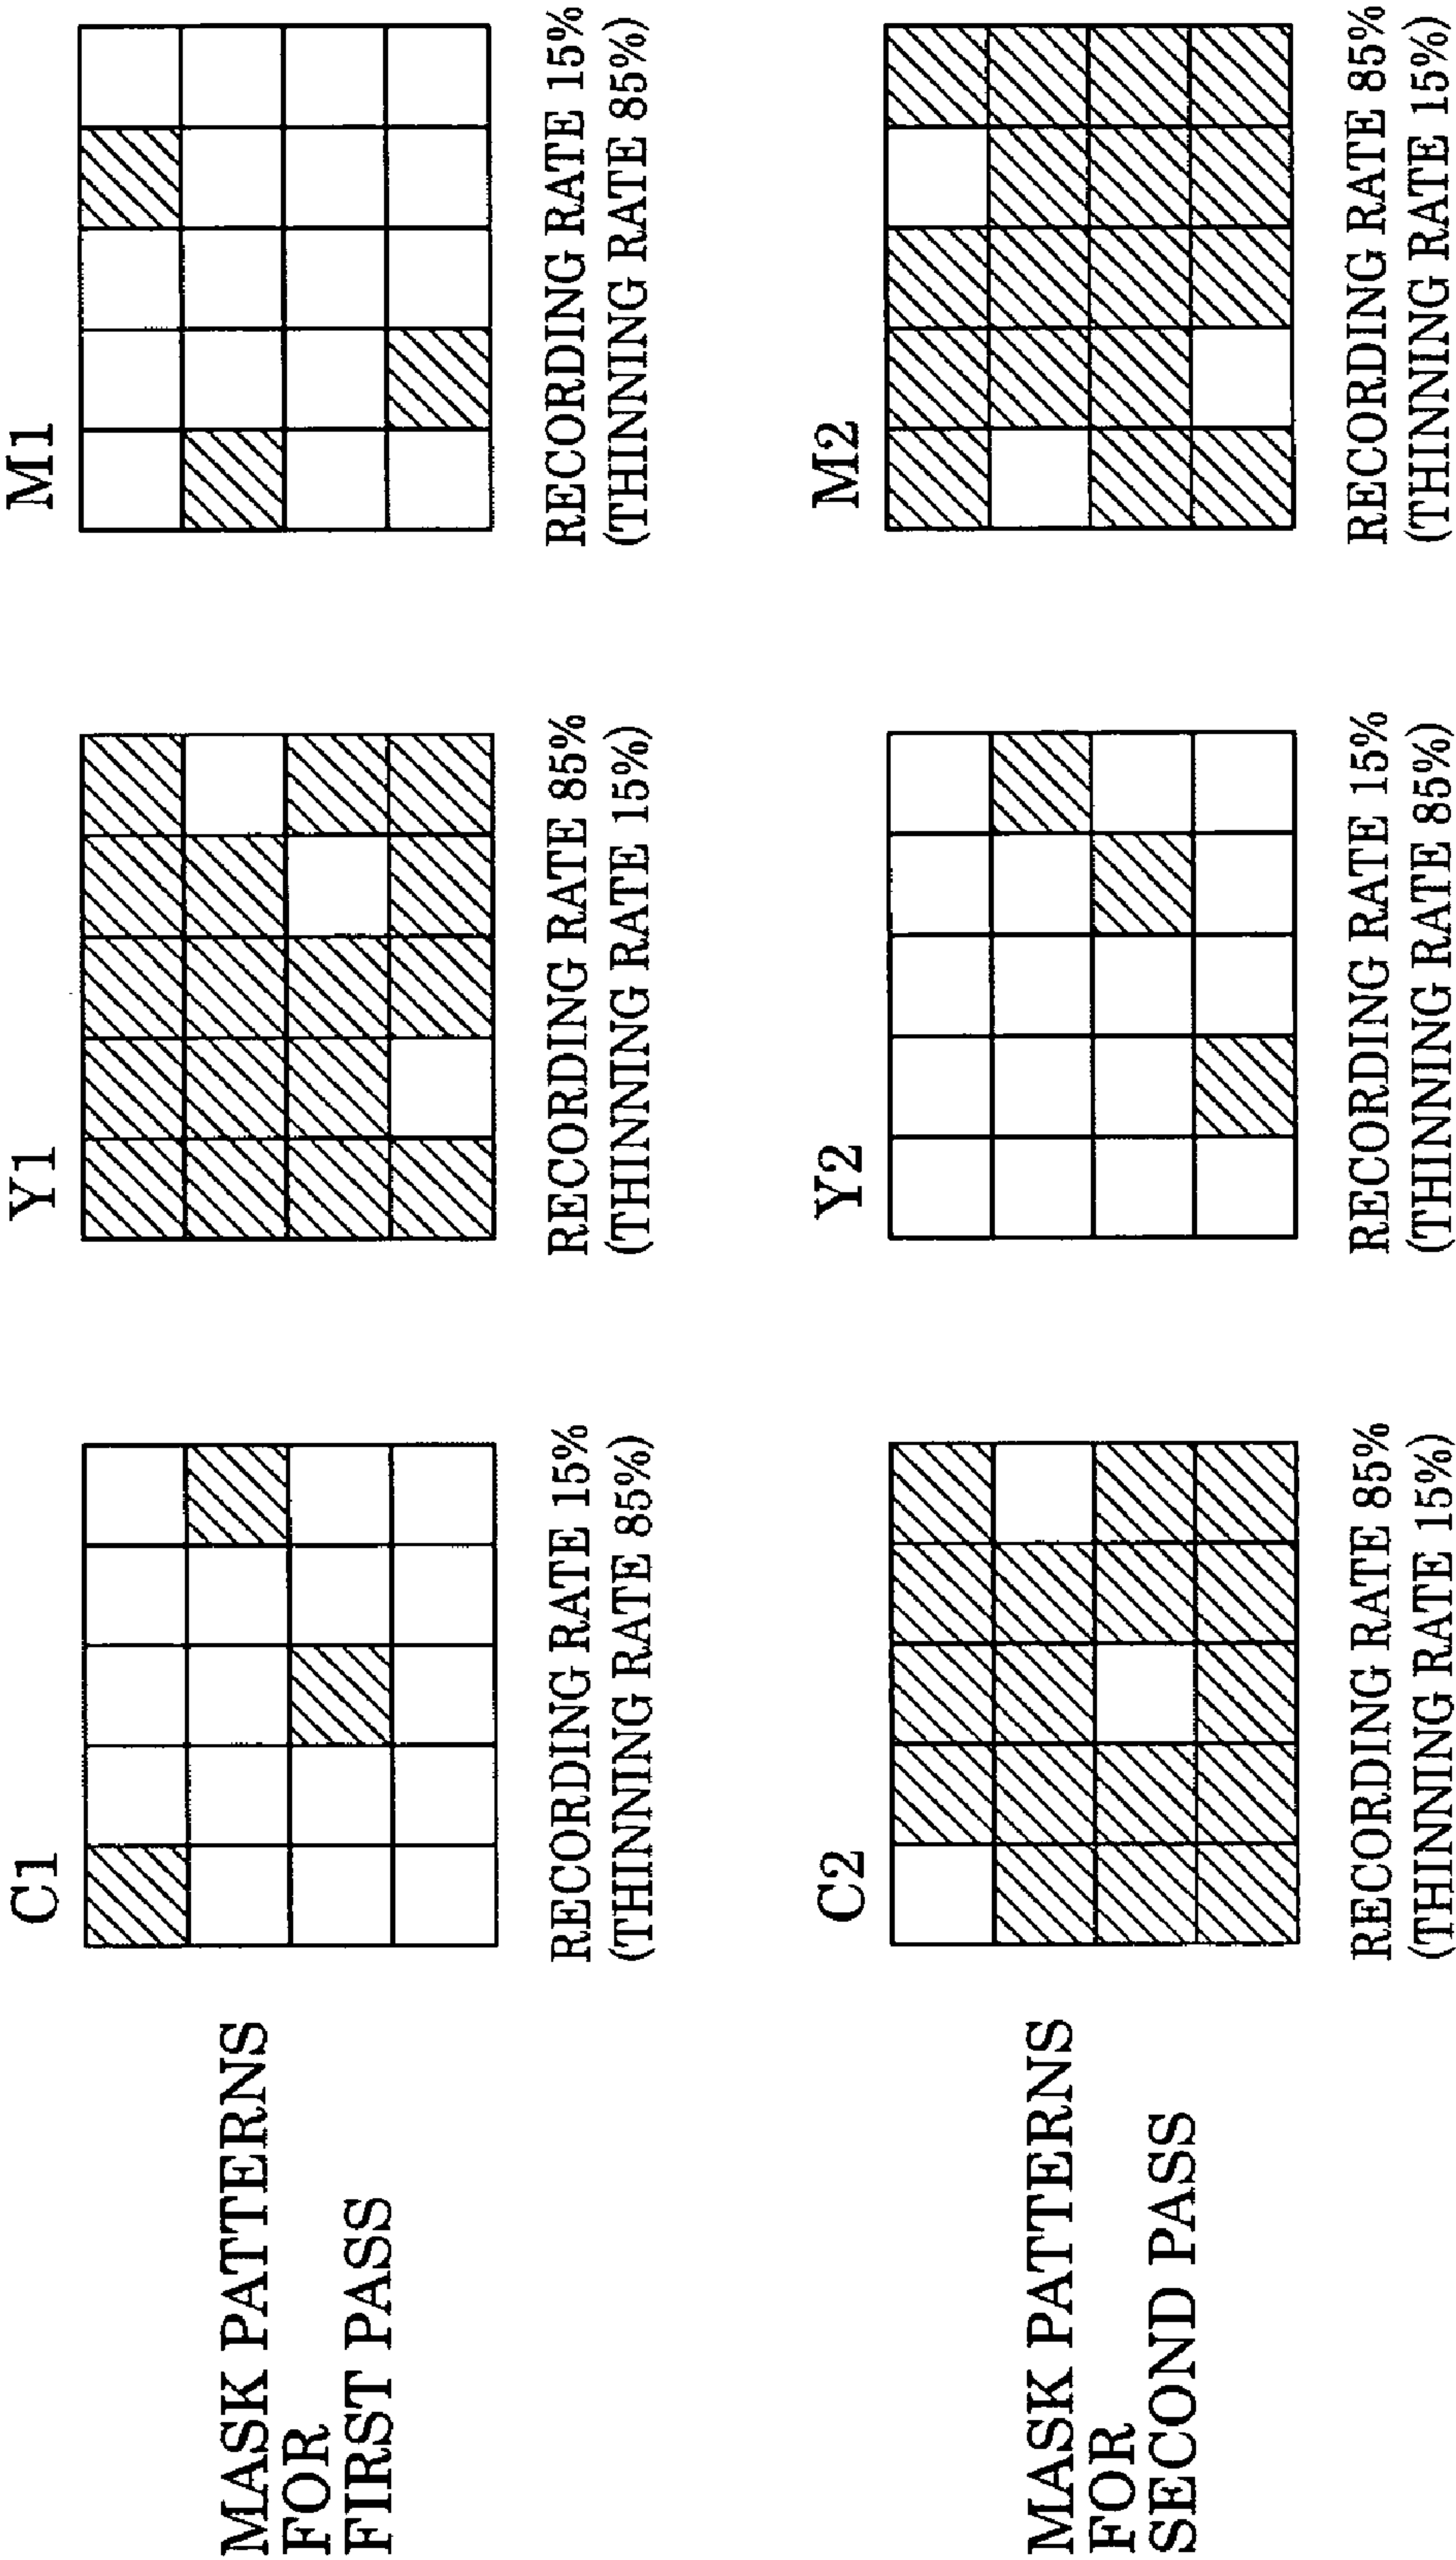 MASK PATTERNS
FOR
FIRST PASS
C1
RECORDING RATE 15%
(THINNING RATE 85%)
Y1
RECORDING RATE 85%
(THINNING RATE 15%)
M1
RECORDING RATE 15%
(THINNING RATE 85%)
MASK PATTERNS
FOR
SECOND PASS
C2
RECORDING RATE 85%
(THINNING RATE 15%)
Y2
RECORDING RATE 15%
(THINNING RATE 85%)
M2
RECORDING RATE 85%
(THINNING RATE 15%)